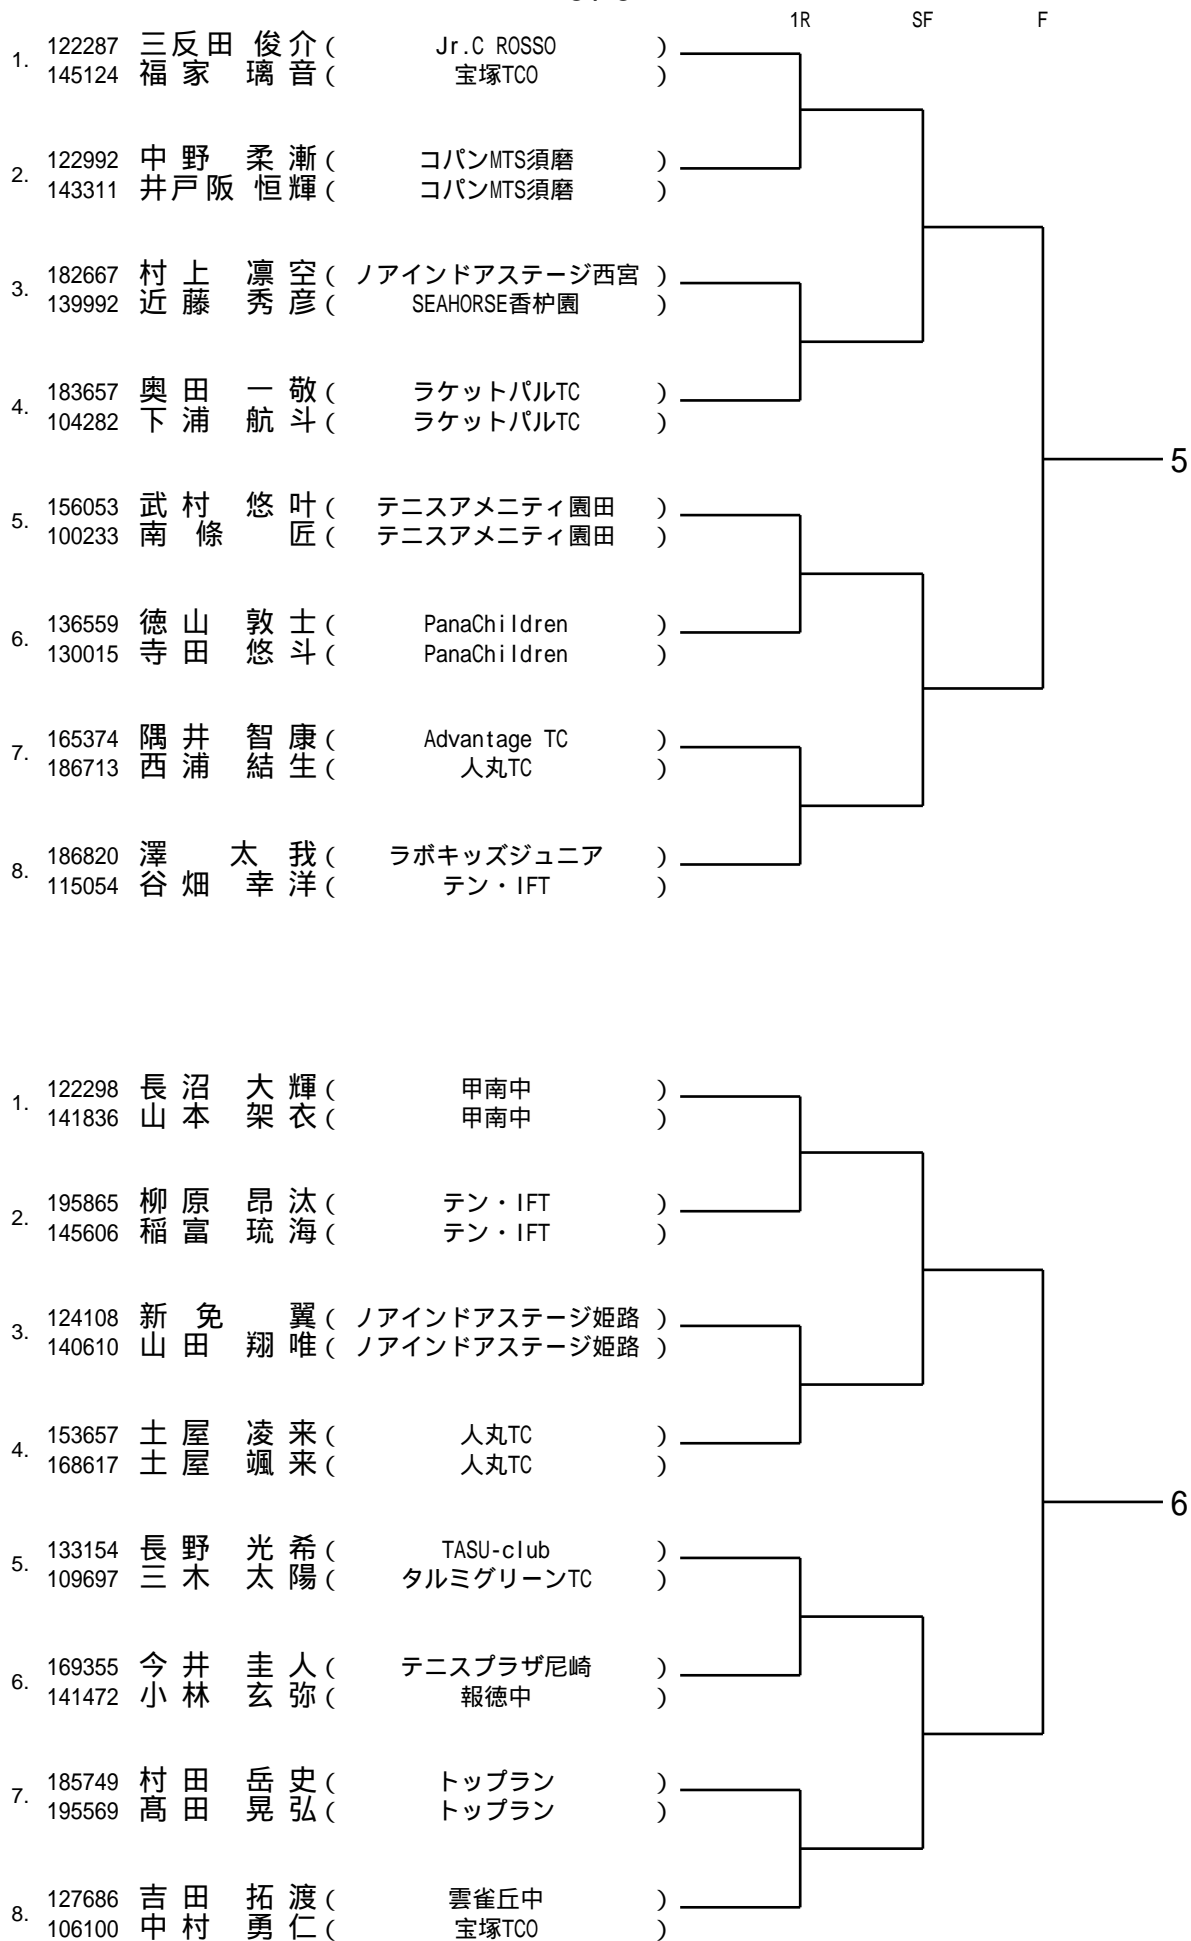 1R SF F
1. 122287 三反田 俊介 ( Jr.C ROSSO )
145124 福家 璃音 ( 宝塚TCO )
2. 122992 中野 柔漸 ( コパンMTS須磨 )
143311 井戸阪 恒輝 ( コパンMTS須磨 )
3. 182667 村上 凛空 ( ノアインドアステージ西宮 )
139992 近藤 秀彦 ( SEAHORSE香枦園 )
4. 183657 奥田 一敬 ( ラケットパルTC )
104282 下浦 航斗 ( ラケットパルTC )
5
5. 156053 武村 悠叶 ( テニスアメニティ園田 )
100233 南條 匠 ( テニスアメニティ園田 )
6. 136559 徳山 敦士 ( PanaChildren )
130015 寺田 悠斗 ( PanaChildren )
7. 165374 隅井 智康 ( Advantage TC )
186713 西浦 結生 ( 人丸TC )
8. 186820 澤 太我 ( ラボキッズジュニア )
115054 谷畑 幸洋 ( テン・IFT )
1. 122298 長沼 大輝 ( 甲南中 )
141836 山本 架衣 ( 甲南中 )
2. 195865 柳原 昂汰 ( テン・IFT )
145606 稲富 琉海 ( テン・IFT )
3. 124108 新免 翼 ( ノアインドアステージ姫路 )
140610 山田 翔唯 ( ノアインドアステージ姫路 )
4. 153657 土屋 凌来 ( 人丸TC )
168617 土屋 颯来 ( 人丸TC )
6
5. 133154 長野 光希 ( TASU-club )
109697 三木 太陽 ( タルミグリーンTC )
6. 169355 今井 圭人 ( テニスプラザ尼崎 )
141472 小林 玄弥 ( 報徳中 )
7. 185749 村田 岳史 ( トップラン )
195569 髙田 晃弘 ( トップラン )
8. 127686 吉田 拓渡 ( 雲雀丘中 )
106100 中村 勇仁 ( 宝塚TCO )